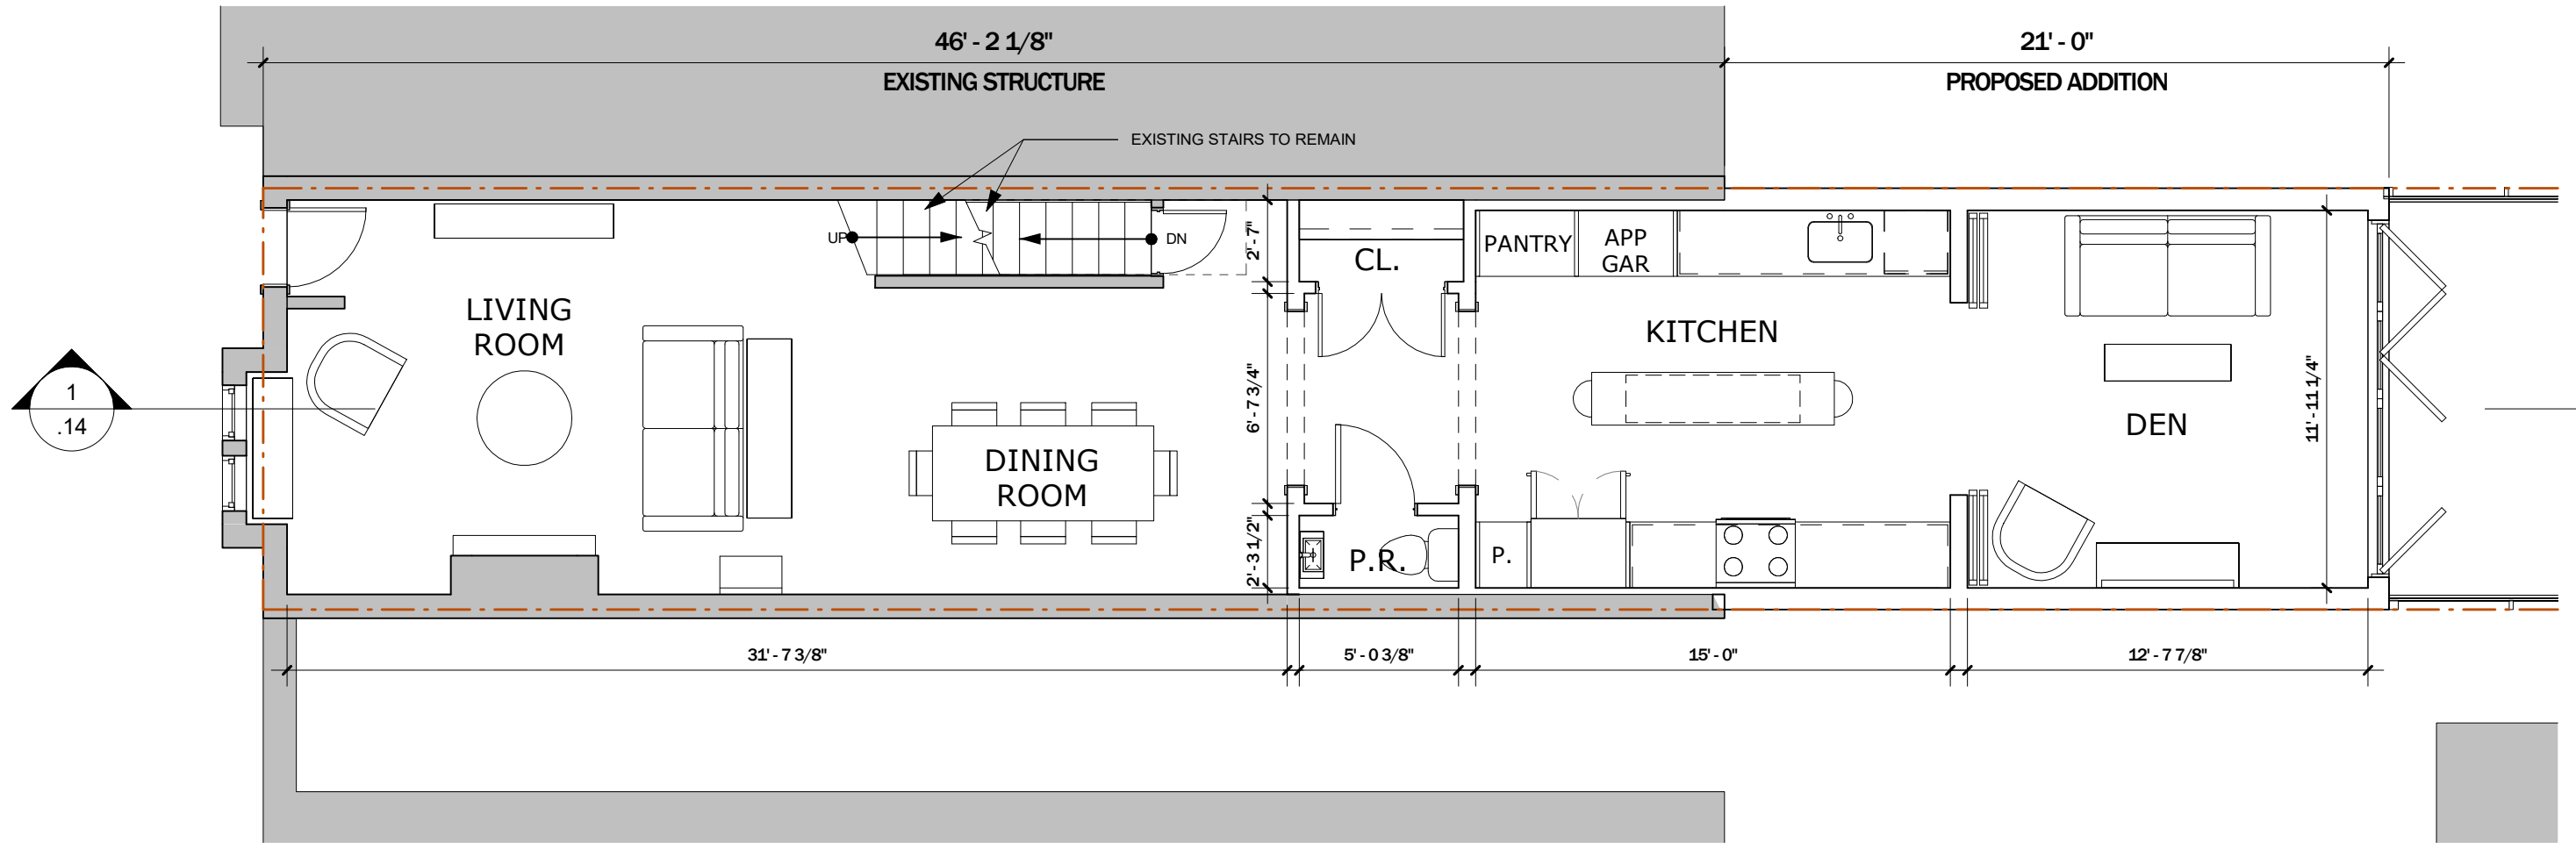 46' - 2 1/8"
EXISTING STRUCTURE
21' - 0"
PROPOSED ADDITION
EXISTING STAIRS TO REMAIN
UP
DN
2' - 7"
CL.
PANTRY
APP
GAR
LIVING
ROOM
KITCHEN
1
.14
6' - 7 3/4"
11' - 11 1/4"
DEN
DINING
ROOM
2' - 3 1/2"
P.R.
P.
31' - 7 3/8"
5' - 0 3/8"
15' - 0"
12' - 7 7/8"